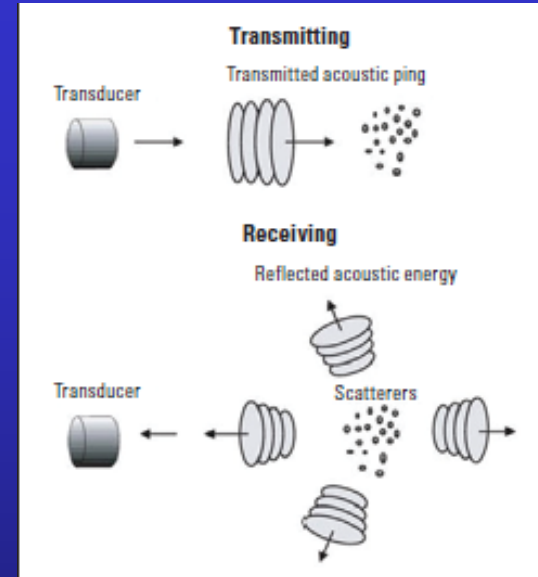 Transmitting
Transmitted acoustic ping
Transducer
Receiving
Reflected acoustic energy
Transducer
Scatterers